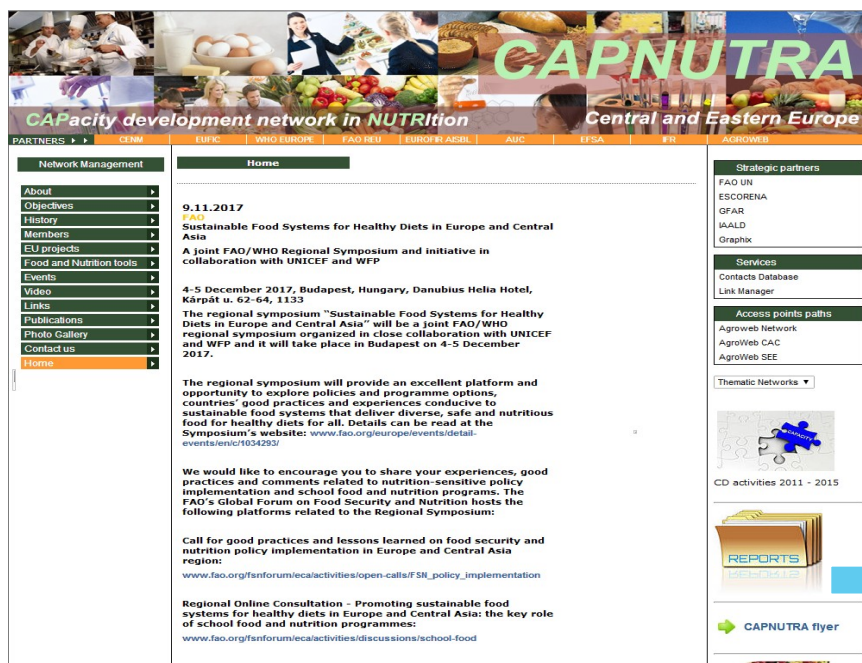 CAPNUTRA
CAPacity development network in NUTRItion
Central and Eastern Europe
PARTNERS
CENM
EUFIC
WHO EUROPE
FAO REU
EUROFIR AISBL
AUC
EFSA
IFR
AGROWEB
Network Management
About
Objectives
History
Members
EU projects
Food and Nutrition tools
Events
Video
Links
Publications
Photo Gallery
Contact us
Home
Home
9.11.2017
FAO
Sustainable Food Systems for Healthy Diets in Europe and Central
Asia
A joint FAO/WHO Regional Symposium and initiative in
collaboration with UNICEF and WFP
4-5 December 2017, Budapest, Hungary, Danubius Helia Hotel,
Kárpát u. 62-64, 1133
The regional symposium “Sustainable Food Systems for Healthy
Diets in Europe and Central Asia” will be a joint FAO/WHO
regional symposium organized in close collaboration with UNICEF
and WFP and it will take place in Budapest on 4-5 December
2017.
The regional symposium will provide an excellent platform and
opportunity to explore policies and programme options,
countries’ good practices and experiences conducive to
sustainable food systems that deliver diverse, safe and nutritious
food for healthy diets for all. Details can be read at the
Symposium’s website: www.fao.org/europe/events/detail-
events/en/c/1034293/
We would like to encourage you to share your experiences, good
practices and comments related to nutrition-sensitive policy
implementation and school food and nutrition programs. The
FAO’s Global Forum on Food Security and Nutrition hosts the
following platforms related to the Regional Symposium:
Call for good practices and lessons learned on food security and
nutrition policy implementation in Europe and Central Asia
region:
www.fao.org/fsnforum/eca/activities/open-calls/FSN_policy_implementation
Regional Online Consultation - Promoting sustainable food
systems for healthy diets in Europe and Central Asia: the key role
of school food and nutrition programmes:
www.fao.org/fsnforum/eca/activities/discussions/school-food
Strategic partners
FAO UN
ESCORENA
GFAR
IAALD
Graphix
Services
Contacts Database
Link Manager
Access points paths
Agroweb Network
AgroWeb CAC
AgroWeb SEE
Thematic Networks
CAPACITY
CD activities 2011 - 2015
REPORTS
CAPNUTRA flyer